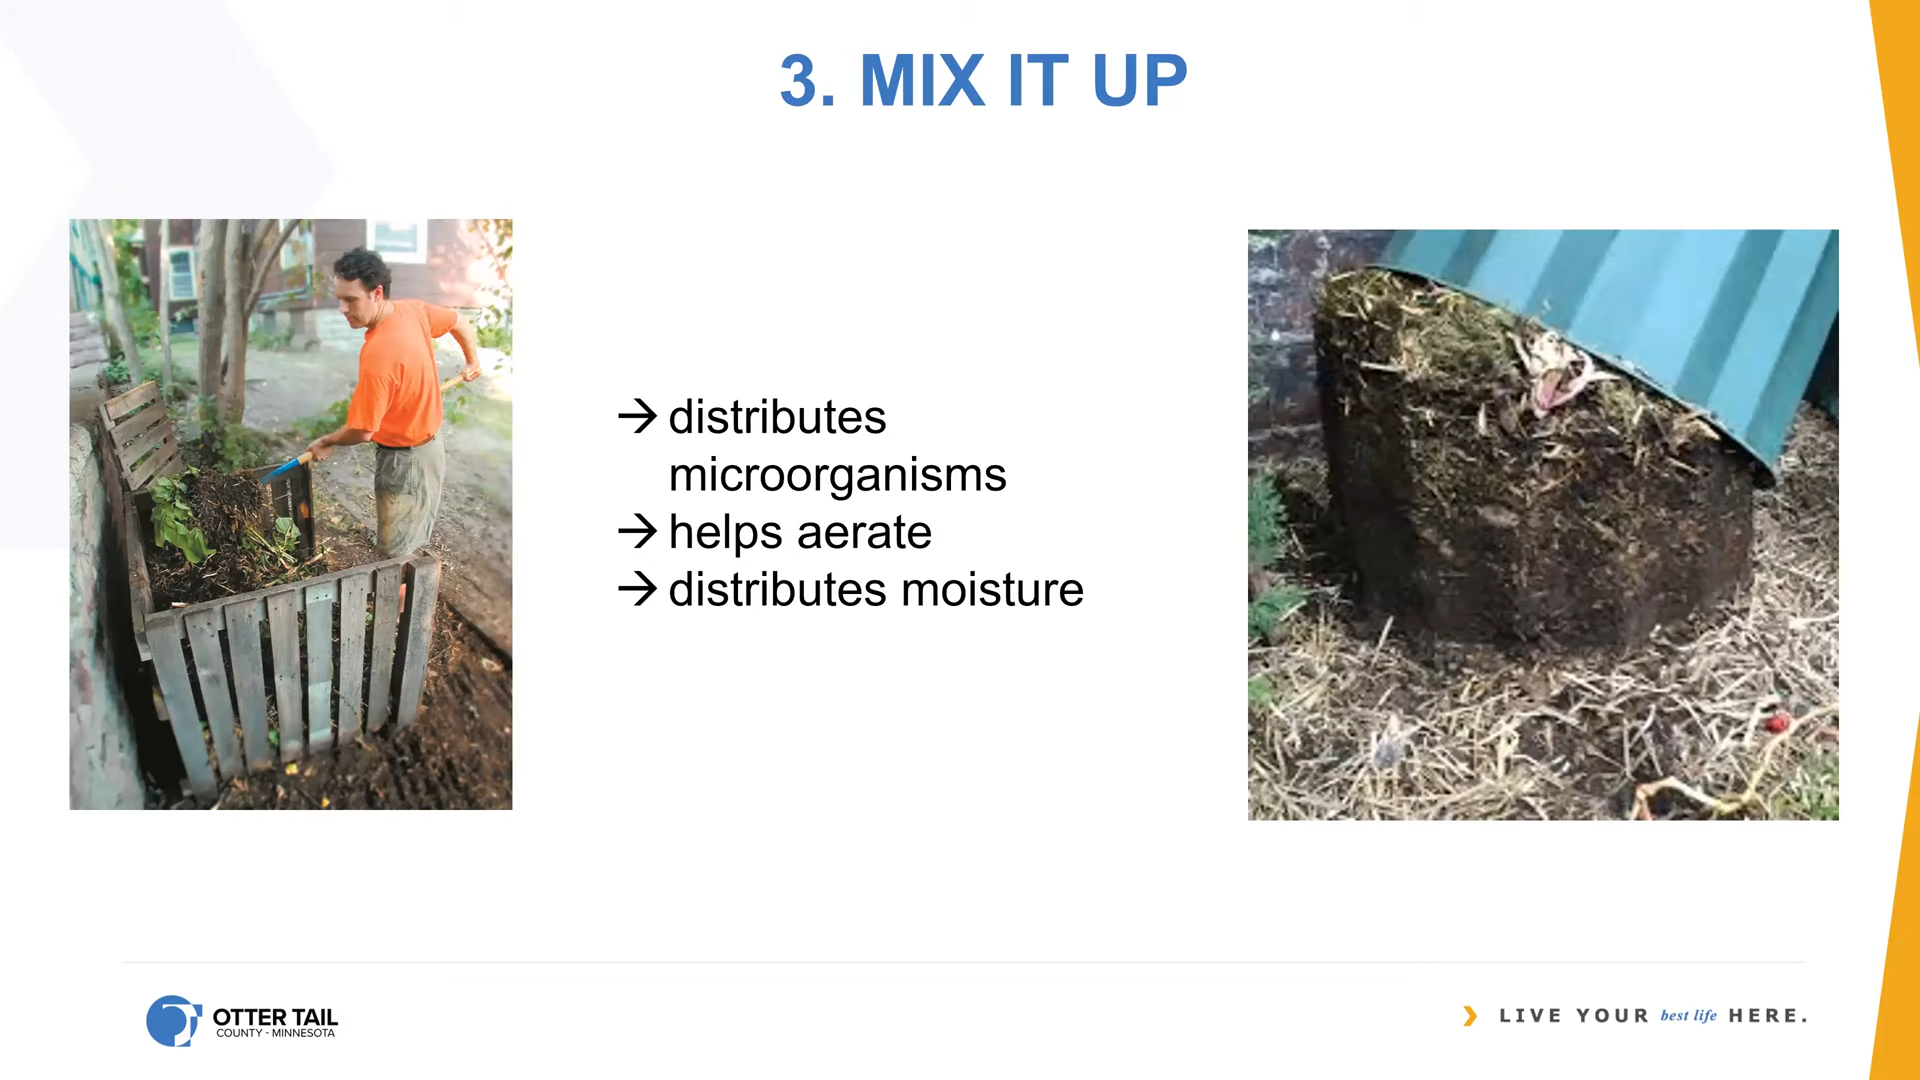 3. MIX IT UP
→ distributes
microorganisms
→ helps aerate
→ distributes moisture
OTTER TAIL
COUNTY - MINNESOTA
LIVE YOUR best life HERE.